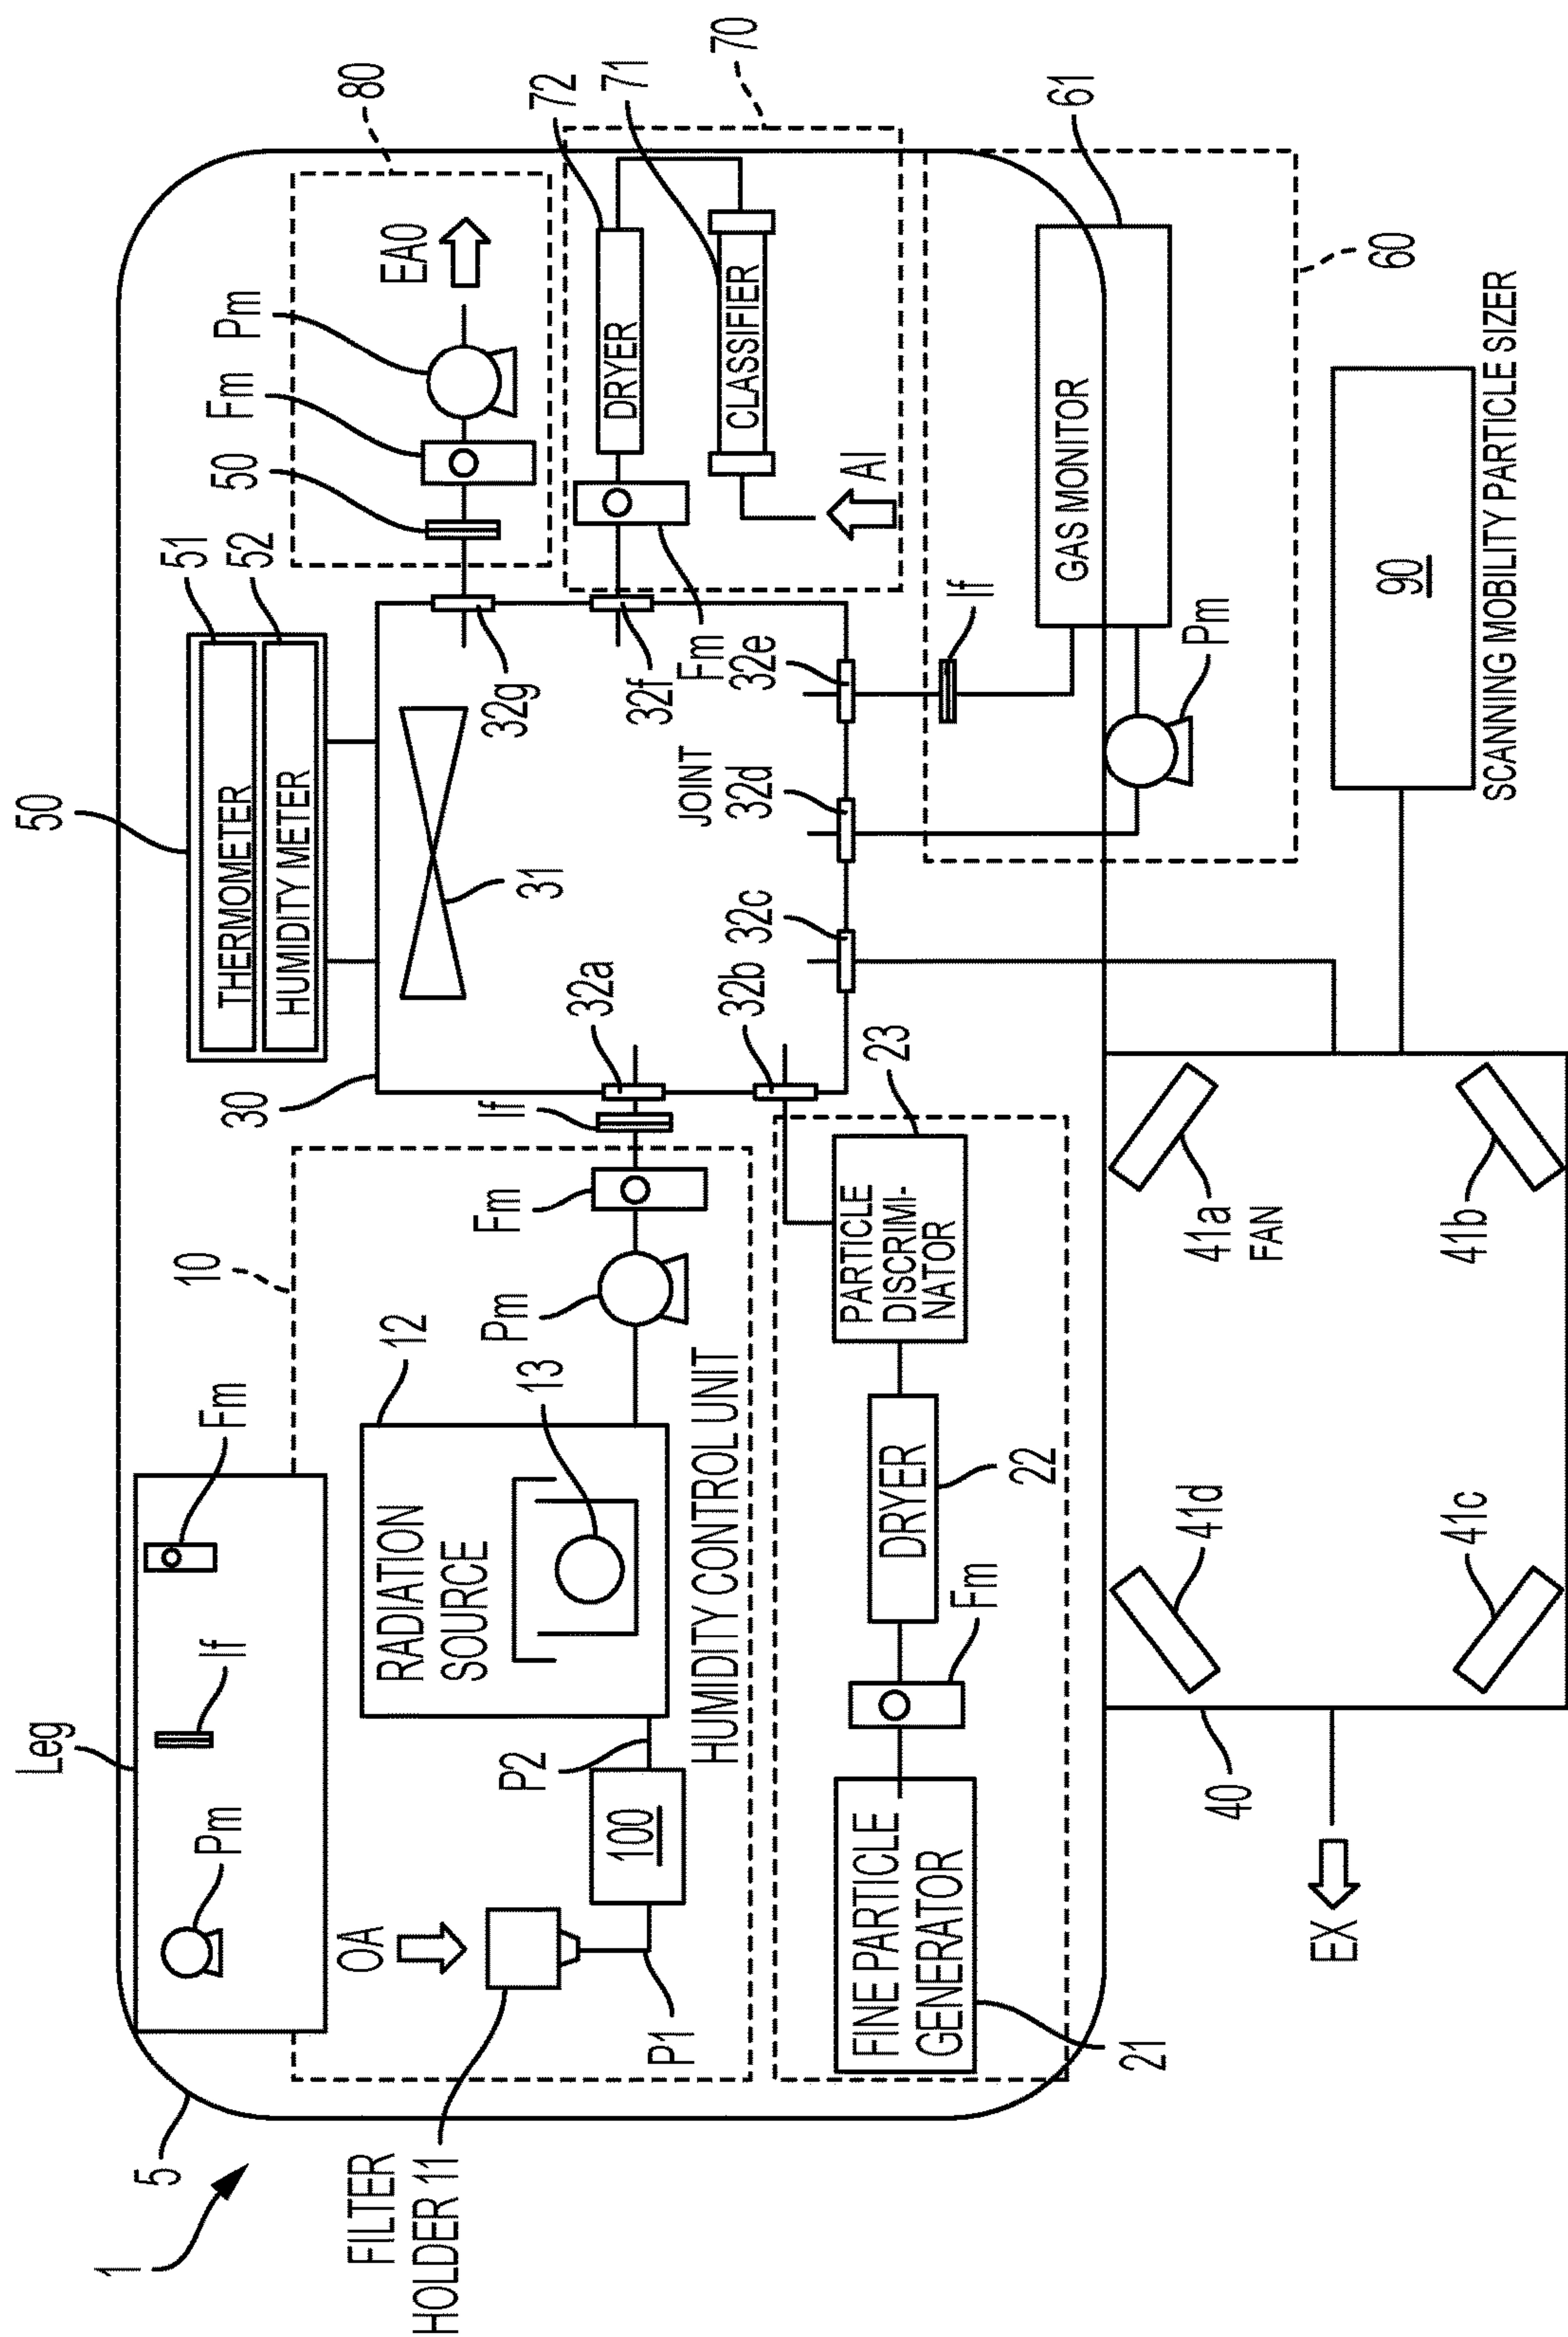 1
5
Leg
Pm
If
Fm
50
THERMOMETER
51
HUMIDITY METER
52
80
50
Fm
Pm
EA0
10
OA
FILTER
HOLDER 11
P1
100
P2
RADIATION
SOURCE
12
13
HUMIDITY CONTROL UNIT
Pm
Fm
If
30
31
32a
32b
32c
JOINT
32d
32e
32f
32g
Fm
DRYER
72
CLASSIFIER
71
70
AI
FINE PARTICLE
GENERATOR
21
Fm
DRYER
22
PARTICLE
DISCRIMI-
NATOR
23
If
GAS MONITOR
61
Pm
60
90
SCANNING MOBILITY PARTICLE SIZER
40
EX
41d
41c
41a
FAN
41b